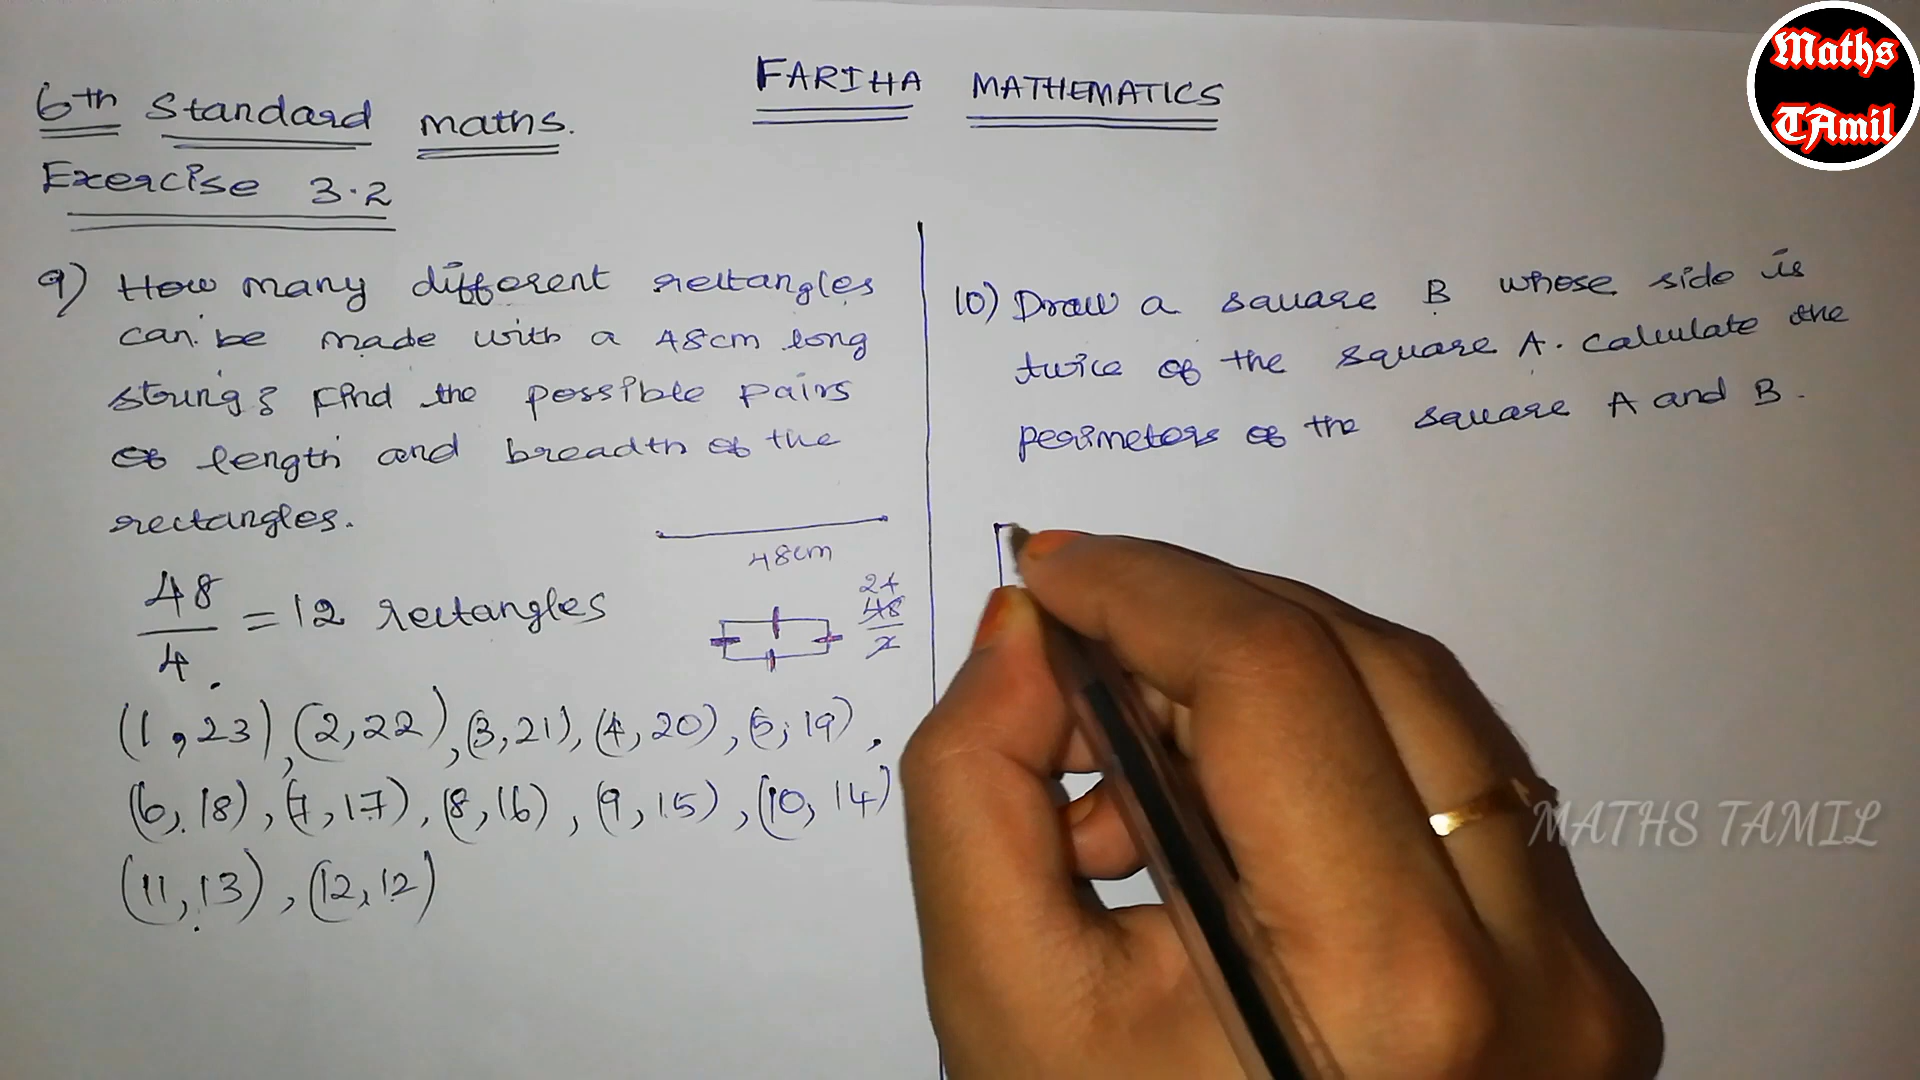 6th Standard maths.
FARIHA MATHEMATICS
Maths
TAmil
Exercise 3.2
9) How many different rectangles
can be made with a 48cm long
string? Find the possible pairs
of length and breadth of the
rectangles.
48cm
48/4 = 12 rectangles
24
48
2
(1,23), (2,22), (3,21), (4,20), (5,19),
(6,18), (7,17), (8,16), (9,15), (10,14)
(11,13), (12,12)
10) Draw a square B whose side is
twice of the square A. calculate the
perimeters of the square A and B.
MATHS TAMIL